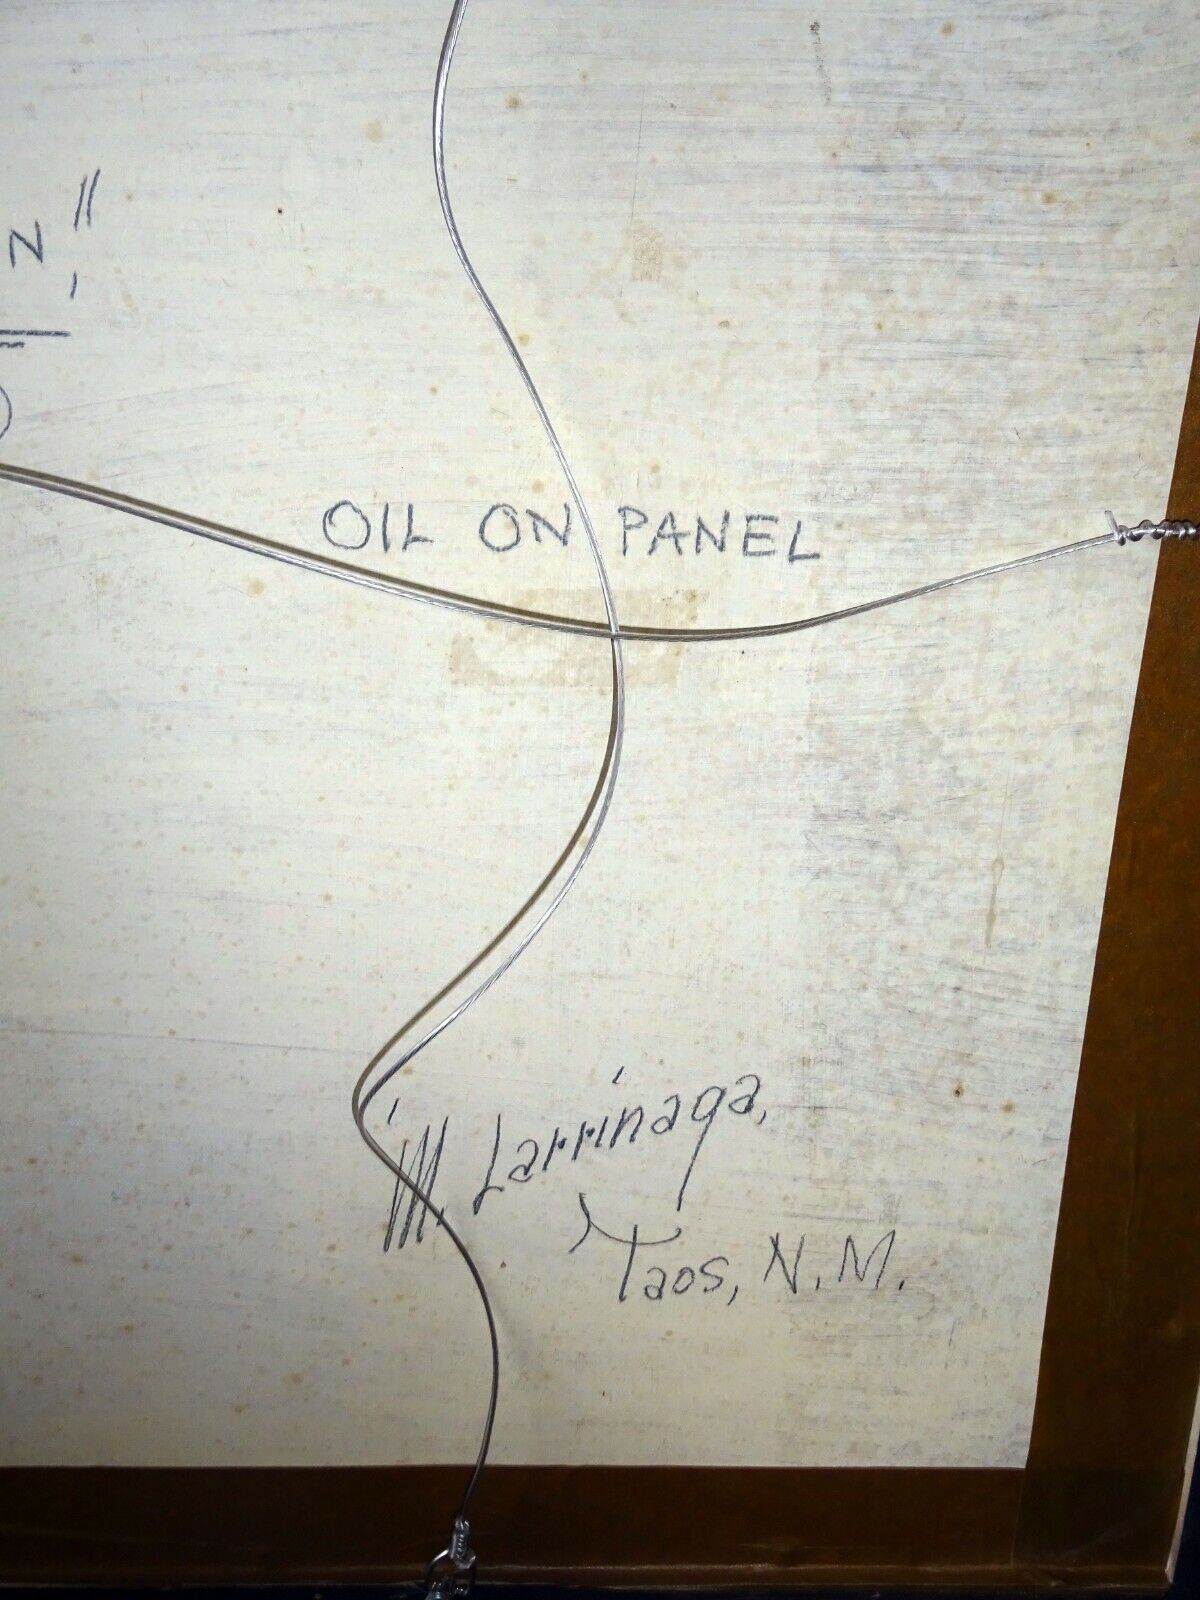 N"
OIL ON PANEL
M. Larrinaga,
Taos, N.M.